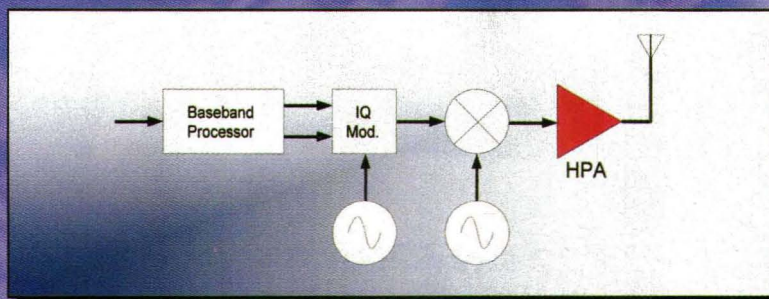 Baseband
Processor
IQ
Mod.
HPA